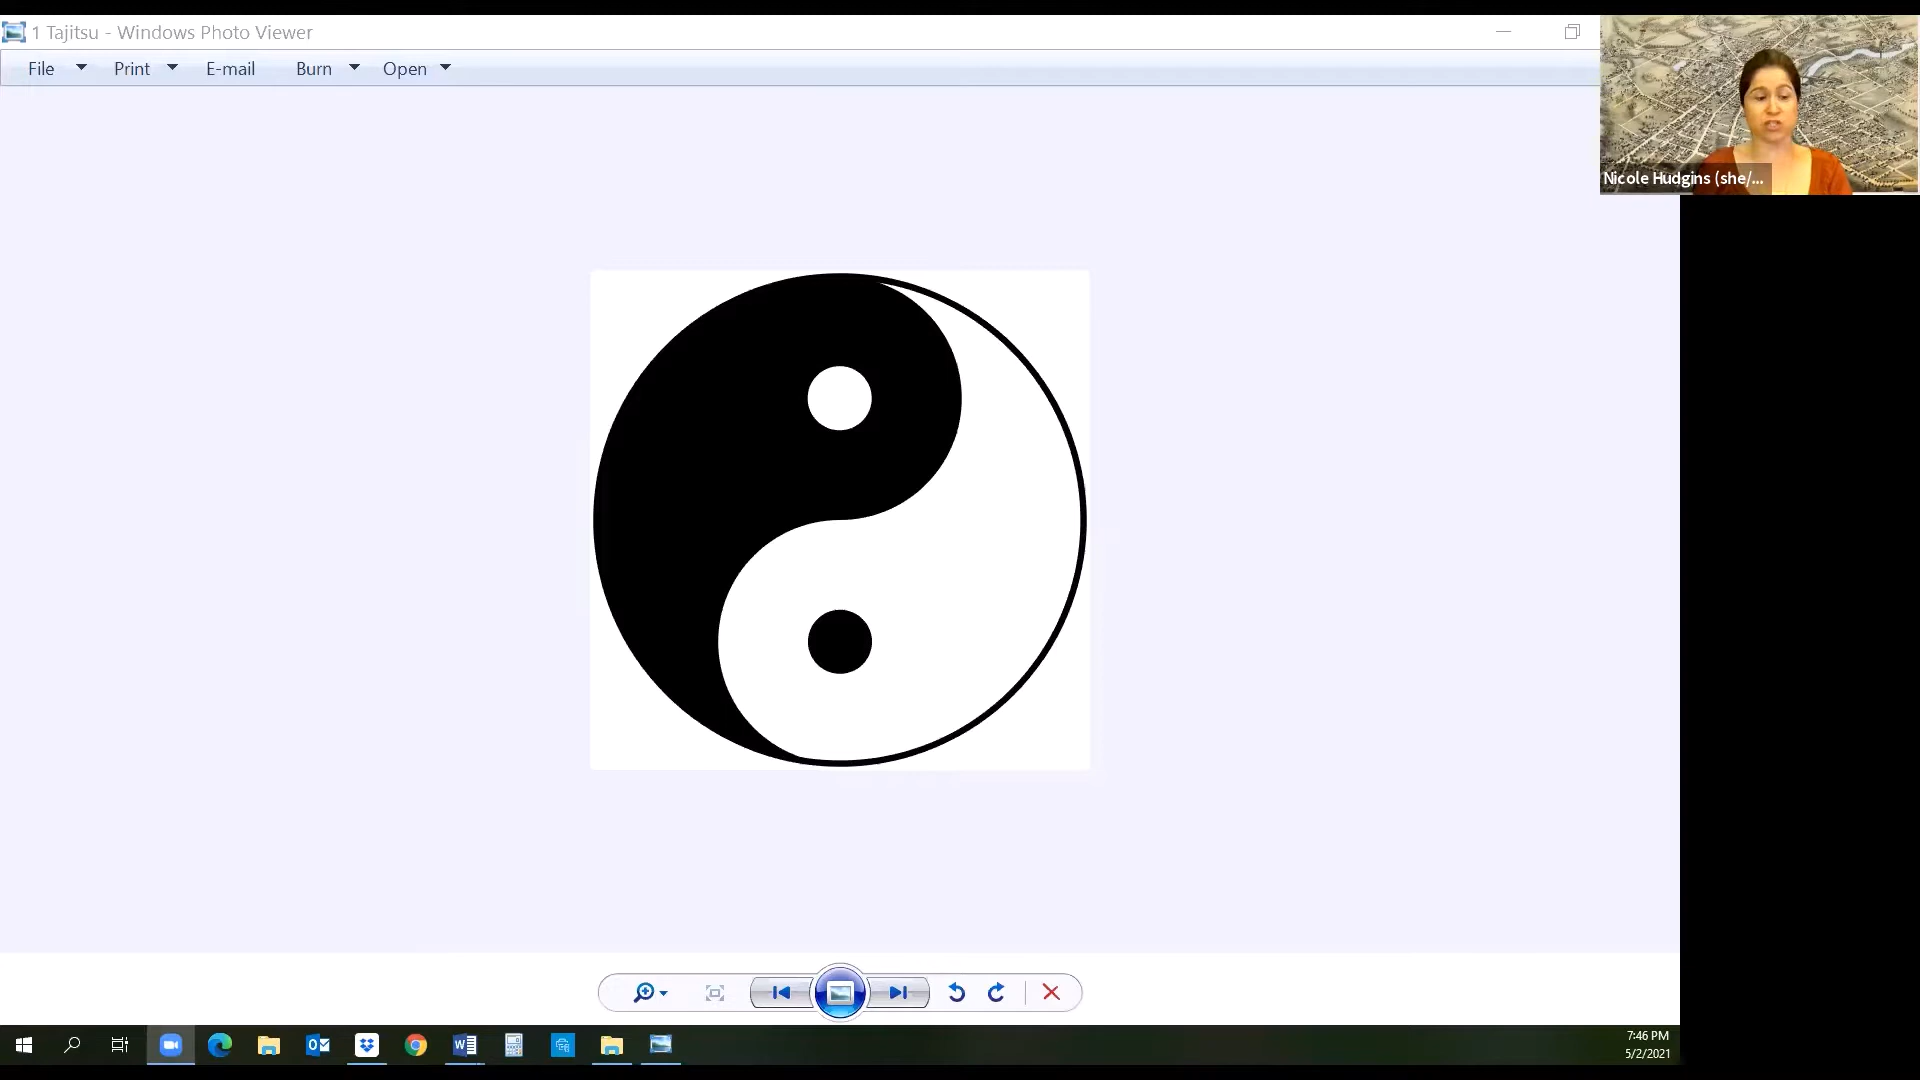 1 Tajitsu - Windows Photo Viewer
File Print E-mail Burn Open
Nicole Hudgins (she/...
7:46 PM
5/2/2021